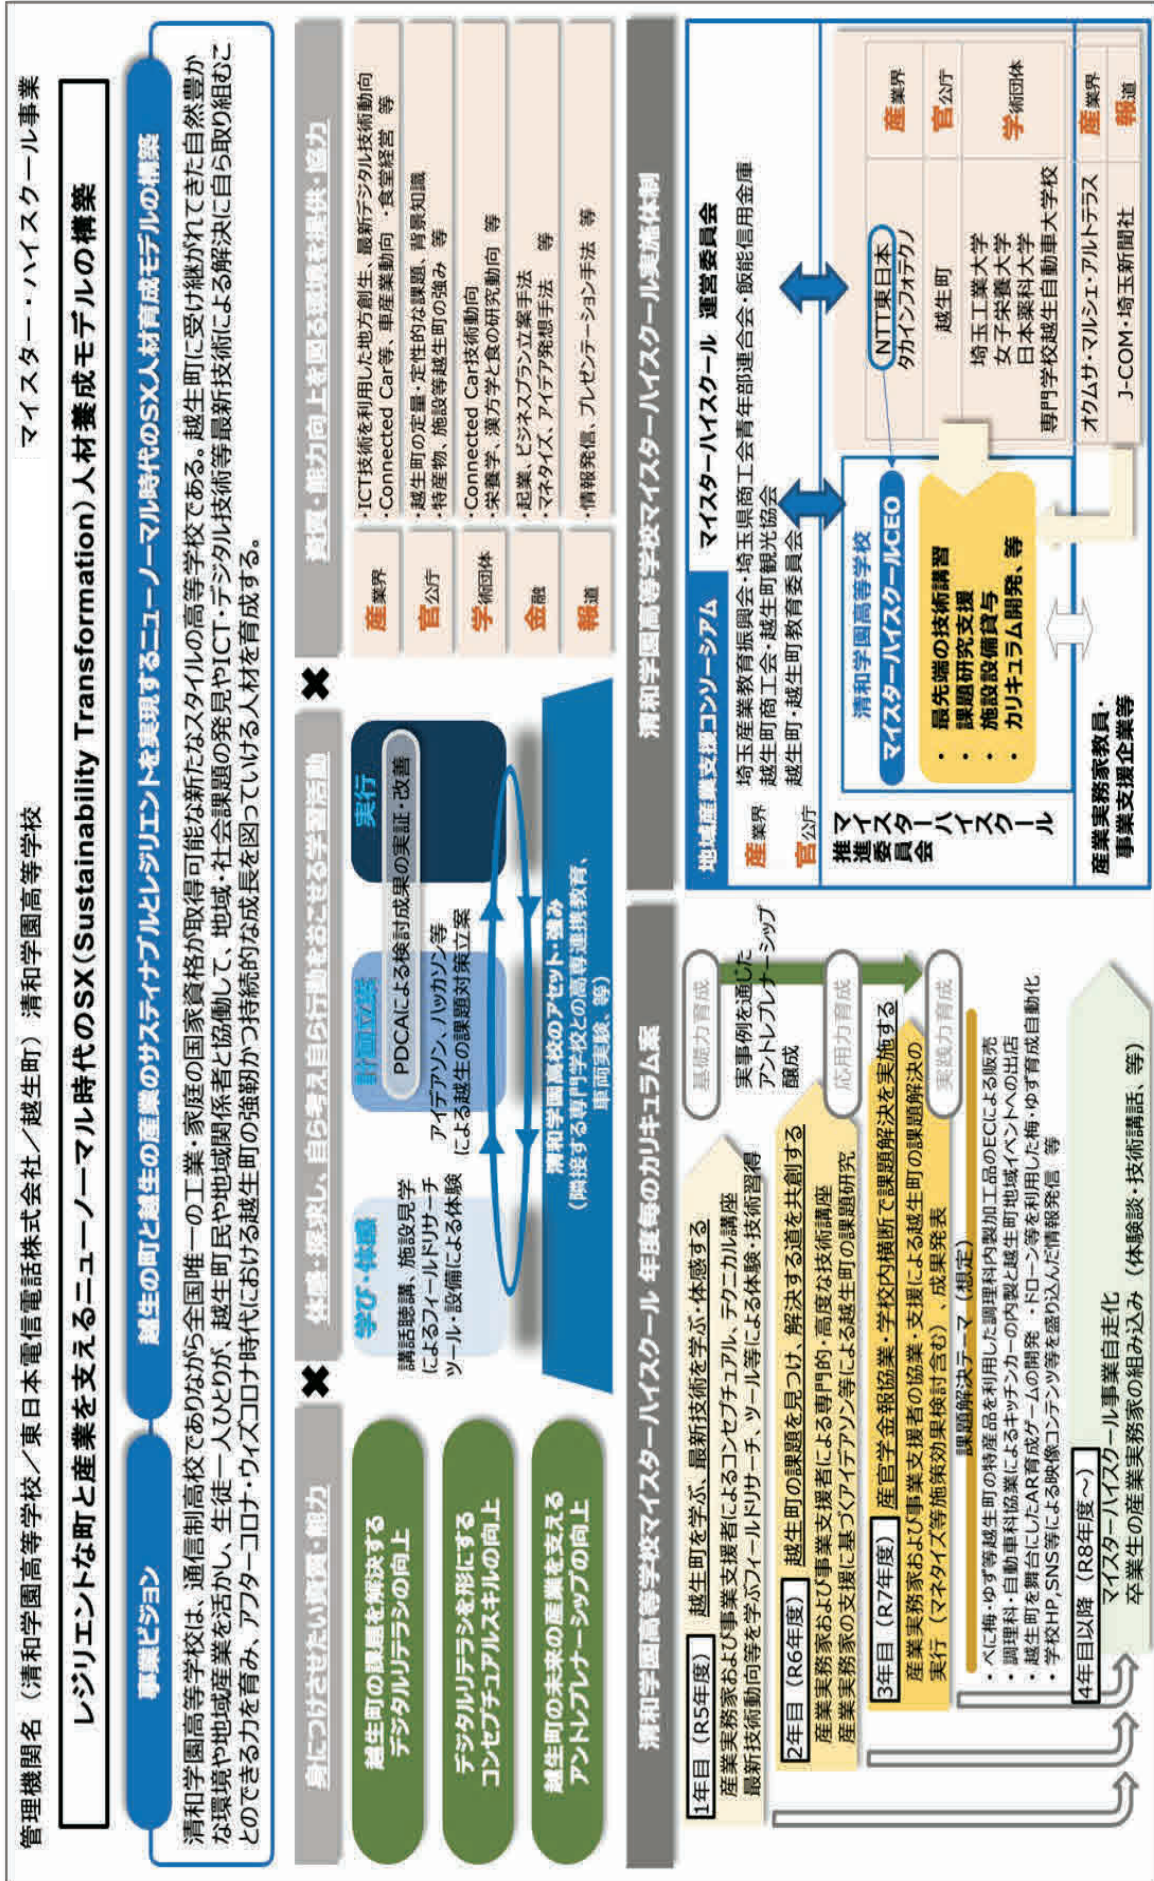 管理機関名（清和学園高等学校／東日本電信電話株式会社／越生町）清和学園高等学校
マイスター・ハイスクール事業
レジリエントな町と産業を支えるニューノーマル時代のSX(Sustainability Transformation)人材養成モデルの構築
事業ビジョン
越生の町と越生の産業のサスティナブルとレジリエントを実現するニューノーマル時代のSX人材育成モデルの構築
清和学園高等学校は、通信制高校でありながら全国唯一の工業・家庭の国家資格が取得可能な新たなスタイルの高等学校である。越生町に受け継がれてきた自然豊か
な環境や地域産業を活かし、生徒一人ひとりが、越生町民や地域関係者と協働して、地域・社会課題の発見やICT・デジタル技術等最新技術による解決に自ら取り組むこ
とのできる力を育み、アフターコロナ・ウィズコロナ時代における越生町の強靭かつ持続的な成長を図っていける人材を育成する。
身につけさせたい資質・能力
越生町の課題を解決する
デジタルリテラシの向上
デジタルリテラシを形にする
コンセプチュアルスキルの向上
越生町の未来の産業を支える
アントレプレナーシップの向上
✖
体感・探求し、自ら考え自ら行動をおこせる学習活動
学び・体感
講話聴講、施設見学
によるフィールドリサーチ
ツール・設備による体験
計画立案
アイデアソン、ハッカソン等
による越生の課題対策立案
実行
PDCAによる検討成果の実証・改善
清和学園高校のアセット・強み
（隣接する専門学校との高専連携教育、
車両実験、等）
✖
資質・能力向上を図る環境を提供・協力
産業界
・ICT技術を利用した地方創生、最新デジタル技術動向
・Connected Car等、車産業動向 ・食堂経営 等
官公庁
・越生町の定量・定性的な課題、背景知識
・特産物、施設等越生町の強み 等
学術団体
・Connected Car技術動向
・栄養学、漢方学と食の研究動向 等
金融
・起業、ビジネスプラン立案手法
・マネタイズ、アイデア発想手法 等
報道
・情報発信、プレゼンテーション手法 等
清和学園高等学校マイスターハイスクール 年度毎のカリキュラム案
1年目（R5年度）
越生町を学ぶ、最新技術を学ぶ・体感する
産業実務家および事業支援者によるコンセプチュアル、テクニカル講座
最新技術動向等を学ぶフィールドリサーチ、ツール等による体験・技術習得
基礎力育成
実事例を通じた
アントレプレナーシップ
醸成
2年目（R6年度）
越生町の課題を見つけ、解決する道を共創する
産業実務家および事業支援者による専門的・高度な技術講座
産業実務家の支援に基づくアイデアソン等による越生町の課題研究
応用力育成
3年目（R7年度）
産官学金報協業・学校内横断で課題解決を実施する
産業実務家および事業支援者の協業・支援による越生町の課題解決の
実行（マネタイズ等施策効果検討含む）、成果発表
実践力育成
課題解決テーマ（想定）
・べに梅・ゆず等越生町の特産品を利用した調理科内製加工品のECによる販売
・調理科・自動車科協業によるキッチンカーの内製と越生町地域イベントへの出店
・越生町を舞台にしたAR育成ゲームの開発 ・ドローン等を利用した梅・ゆず育成自動化
・学校HP,SNS等による映像コンテンツ等を盛り込んだ情報発信 等
4年目以降（R8年度～）
マイスターハイスクール事業自走化
卒業生の産業実務家の組み込み（体験談・技術講話、等）
清和学園高等学校マイスターハイスクール実施体制
地域産業支援コンソーシアム
マイスターハイスクール 運営委員会
産業界
埼玉産業教育振興会・埼玉県商工会青年部連合会・飯能信用金庫
越生町商工会・越生町観光協会
官公庁
越生町・越生町教育委員会
マイスターハイスクール
推進委員会
清和学園高等学校
マイスターハイスクールCEO
・ 最先端の技術講習
・ 課題研究支援
・ 施設設備貸与
・ カリキュラム開発、等
NTT東日本
タカインフォテクノ
産業界
越生町
官公庁
埼玉工業大学
女子栄養大学
日本薬科大学
専門学校越生自動車大学校
学術団体
産業実務家教員・
事業支援企業等
オクムサ・マルシェ・アルトテラス
産業界
J-COM・埼玉新聞社
報道